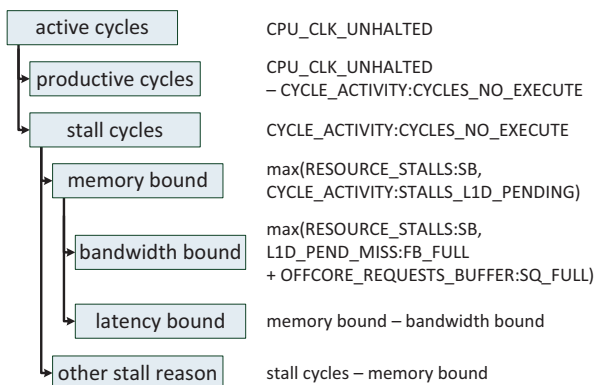 active cycles CPU_CLK_UNHALTED
productive cycles CPU_CLK_UNHALTED
– CYCLE_ACTIVITY:CYCLES_NO_EXECUTE
stall cycles CYCLE_ACTIVITY:CYCLES_NO_EXECUTE
memory bound max(RESOURCE_STALLS:SB,
CYCLE_ACTIVITY:STALLS_L1D_PENDING)
bandwidth bound max(RESOURCE_STALLS:SB,
L1D_PEND_MISS:FB_FULL
+ OFFCORE_REQUESTS_BUFFER:SQ_FULL)
latency bound memory bound – bandwidth bound
other stall reason stall cycles – memory bound